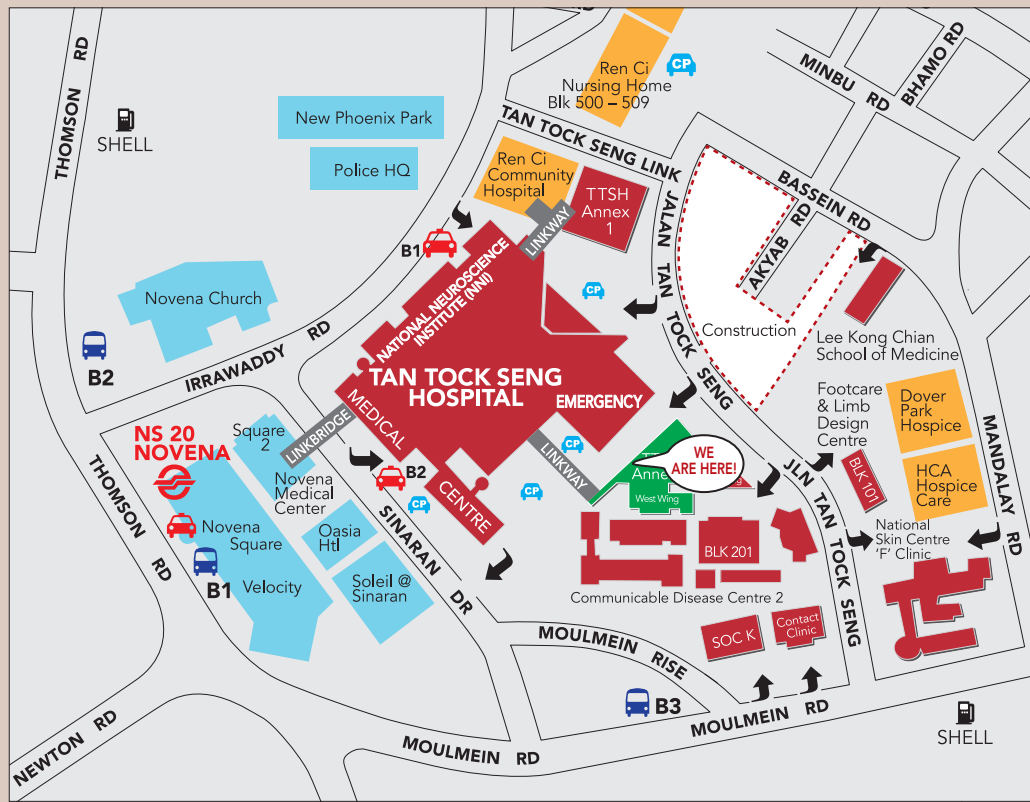 THOMSON RD
SHELL
New Phoenix Park
Police HQ
Ren Ci
Nursing Home
Blk 500 – 509
CP
MINBU RD
BHAMO RD
TAN TOCK SENG LINK
BASSEIN RD
AKYAB RD
Ren Ci
Community
Hospital
TTSH
Annex
1
LINKWAY
JALAN TAN TOCK SENG
B1
NATIONAL NEUROSCIENCE
INSTITUTE (NNI)
CP
Construction
Lee Kong Chian
School of Medicine
Novena Church
B2
IRRAWADDY RD
TAN TOCK SENG
HOSPITAL
EMERGENCY
MEDICAL
CENTRE
LINKBRIDGE
LINKWAY
CP
CP
CP
B2
WE
ARE HERE!
West Wing
Footcare
& Limb
Design
Centre
BLK 101
Dover
Park
Hospice
HCA
Hospice
Care
MANDALAY RD
JLN TAN TOCK SENG
National
Skin Centre
'F' Clinic
NS 20
NOVENA
Square
2
Novena
Medical
Center
Novena
Square
B1
Velocity
Oasia
Htl
Soleil @
Sinaran
SINARAN DR
THOMSON RD
BLK 201
Communicable Disease Centre 2
SOC K
Contact
Clinic
MOULMEIN RISE
B3
MOULMEIN RD
MOULMEIN RD
NEWTON RD
SHELL